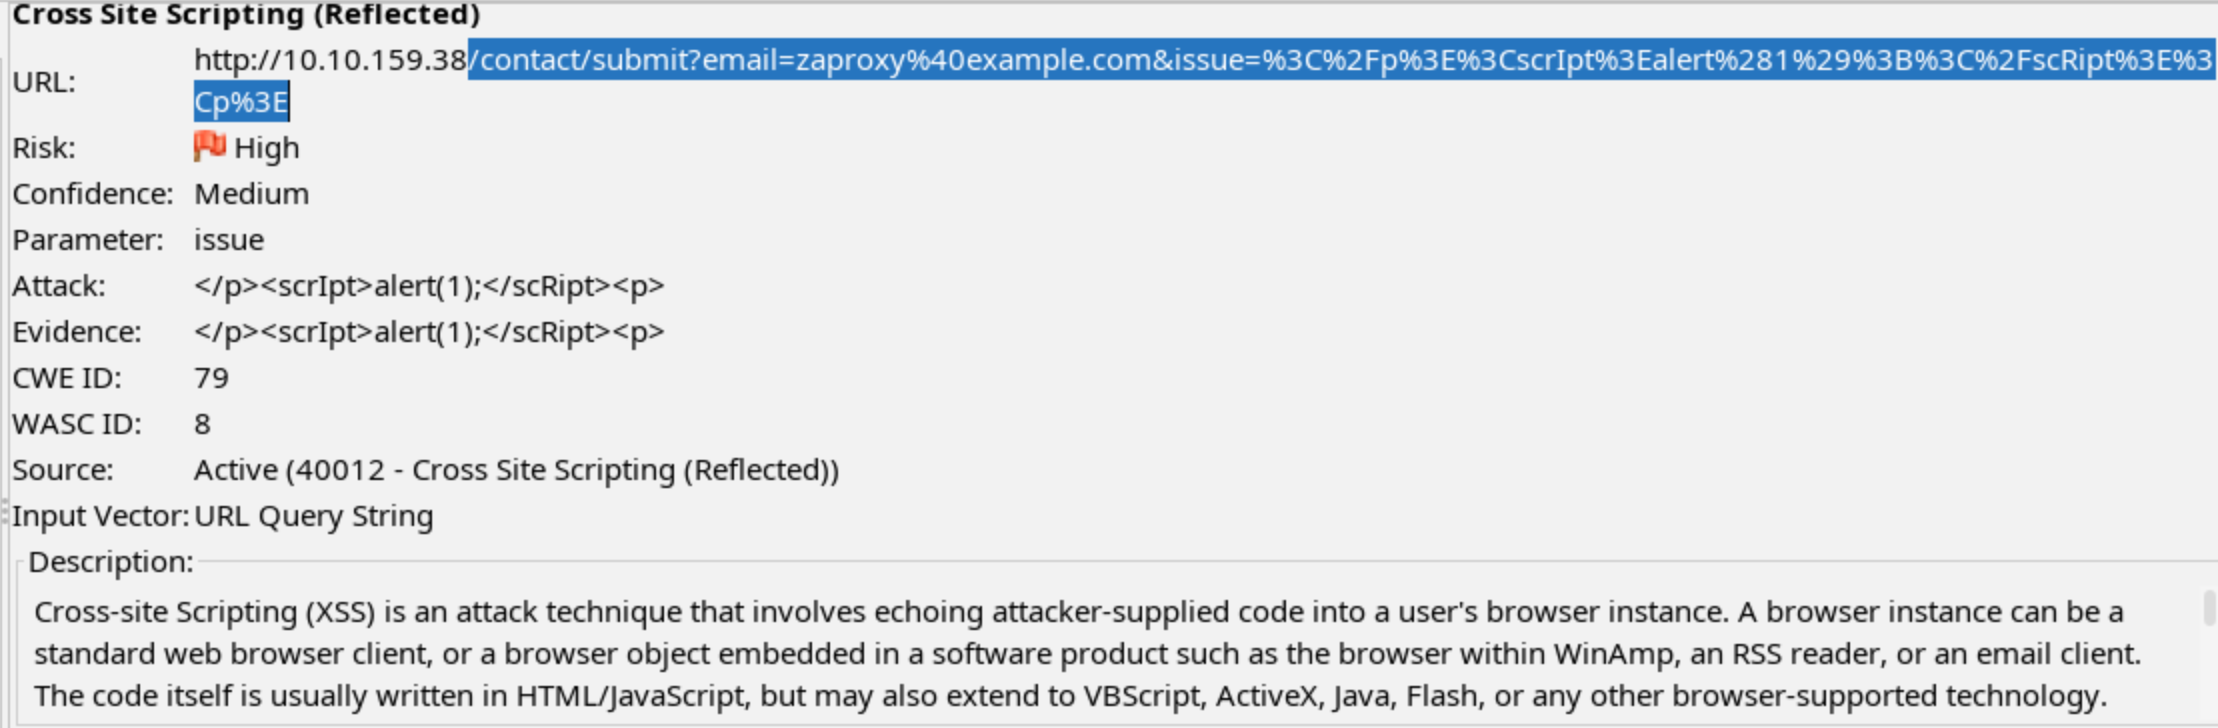 Cross Site Scripting (Reflected)
URL: http://10.10.159.38/contact/submit?email=zaproxy%40example.com&issue=%3C%2Fp%3E%3CscrIpt%3Ealert%281%29%3B%3C%2FscRipt%3E%3
Cp%3E
Risk: High
Confidence: Medium
Parameter: issue
Attack: </p><scrIpt>alert(1);</scRipt><p>
Evidence: </p><scrIpt>alert(1);</scRipt><p>
CWE ID: 79
WASC ID: 8
Source: Active (40012 - Cross Site Scripting (Reflected))
Input Vector: URL Query String
Description:
Cross-site Scripting (XSS) is an attack technique that involves echoing attacker-supplied code into a user's browser instance. A browser instance can be a
standard web browser client, or a browser object embedded in a software product such as the browser within WinAmp, an RSS reader, or an email client.
The code itself is usually written in HTML/JavaScript, but may also extend to VBScript, ActiveX, Java, Flash, or any other browser-supported technology.